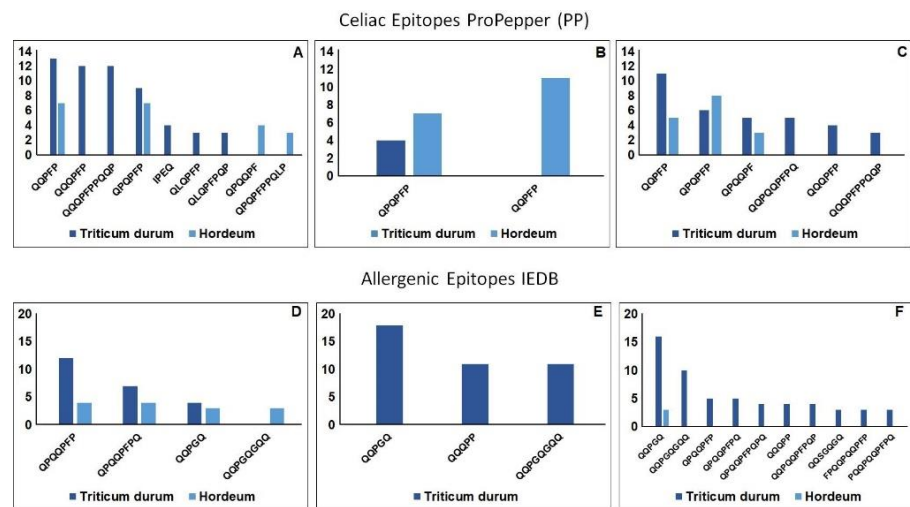 Celiac Epitopes ProPepper (PP)
A
14
12
10
8
6
4
2
0
QQPFP
QQQPFP
QQQPFPPQQP
QPQPFP
IPEQ
QLQPFP
QLQPFPQP
QPQQPF
QPQPFPPQLP
Triticum durum Hordeum
B
14
12
10
8
6
4
2
0
QPQPFP
QQPFP
Triticum durum Hordeum
C
14
12
10
8
6
4
2
0
QQPFP
QPQPFP
QPQQPF
QQPQQPFPQ
QQQPFP
QQQPFPPQQP
Triticum durum Hordeum
Allergenic Epitopes IEDB
D
20
15
10
5
0
QPQQPFP
QPQQPFPQ
QQPGQ
QQPGQGQQ
Triticum durum Hordeum
E
20
15
10
5
0
QQPGQ
QQQPP
QQPGQGQQ
Triticum durum
F
20
15
10
5
0
QQPGQ
QQPGQGQQ
QPQQPFP
QPQQPFPQ
QPQQPFPQPQ
QQQPP
QQPQQPFPQP
QQSGQGQ
FPQQPQQPFP
PQQPQQPFPQ
Triticum durum Hordeum